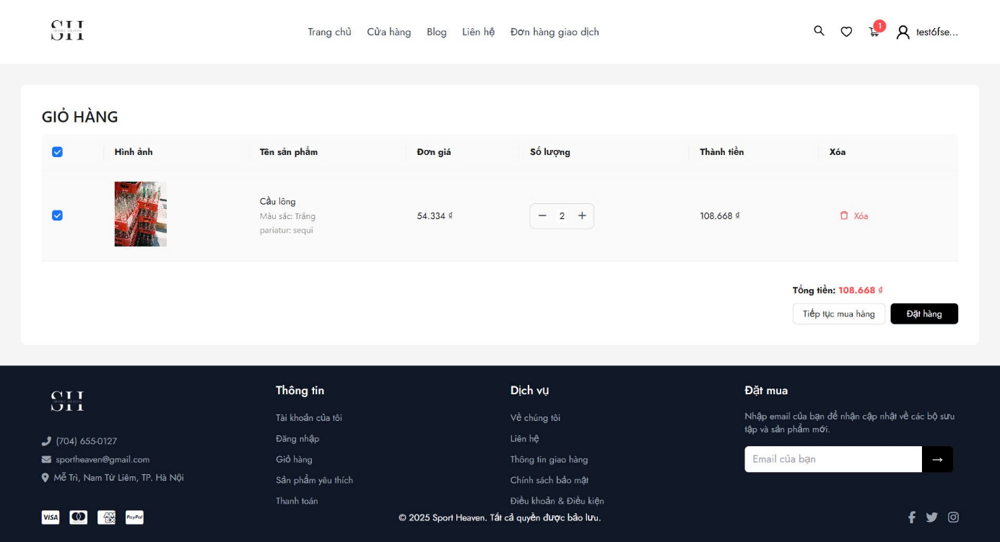 SH
SPORT HEAVEN
Trang chủ
Cửa hàng
Blog
Liên hệ
Đơn hàng giao dịch
1
test6fse...
GIỎ HÀNG
Hình ảnh
Tên sản phẩm
Đơn giá
Số lượng
Thành tiền
Xóa
Cầu lông
Màu sắc: Trắng
pariatur: sequi
54.334 ₫
2
108.668 ₫
Xóa
Tổng tiền: 108.668 ₫
Tiếp tục mua hàng
Đặt hàng
SH
SPORT HEAVEN
(704) 655-0127
sportheaven@gmail.com
Mễ Trì, Nam Từ Liêm, TP. Hà Nội
Thông tin
Tài khoản của tôi
Đăng nhập
Giỏ hàng
Sản phẩm yêu thích
Thanh toán
Dịch vụ
Về chúng tôi
Liên hệ
Thông tin giao hàng
Chính sách bảo mật
Điều khoản & Điều kiện
Đặt mua
Nhập email của bạn để nhận cập nhật về các bộ sưu
tập và sản phẩm mới.
Email của bạn
→
VISA
AMEX
PayPal
© 2025 Sport Heaven. Tất cả quyền được bảo lưu.